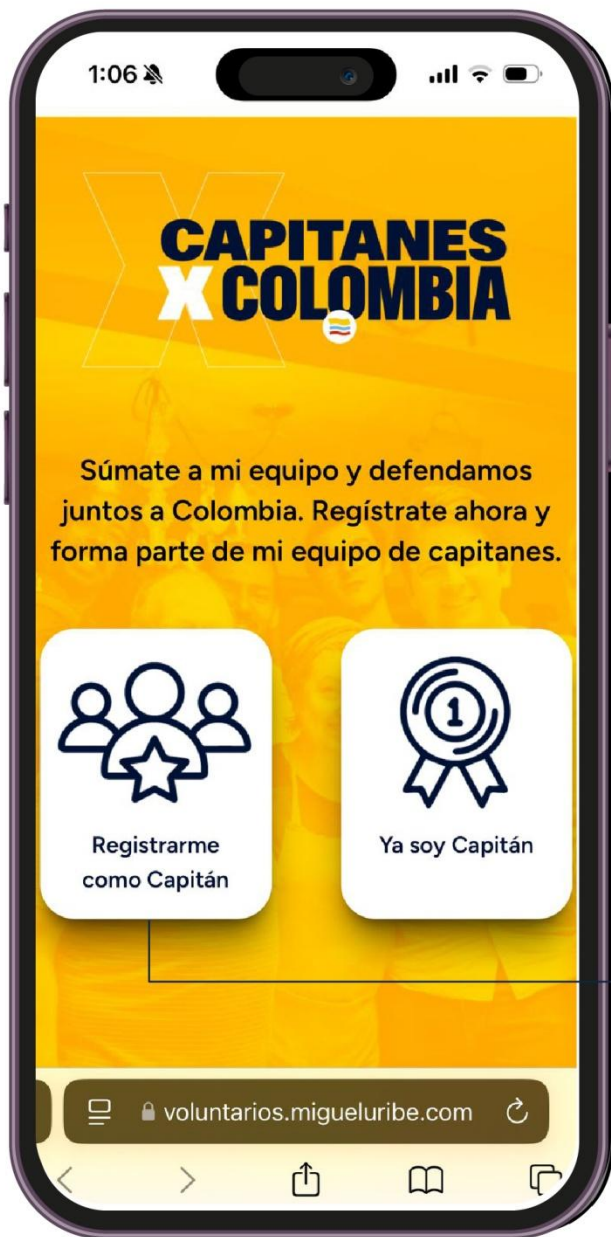 1:06
CAPITANES
X COLOMBIA
Súmate a mi equipo y defendamos
juntos a Colombia. Regístrate ahora y
forma parte de mi equipo de capitanes.
1
Registrarme
como Capitán
Ya soy Capitán
voluntarios.migueluribe.com